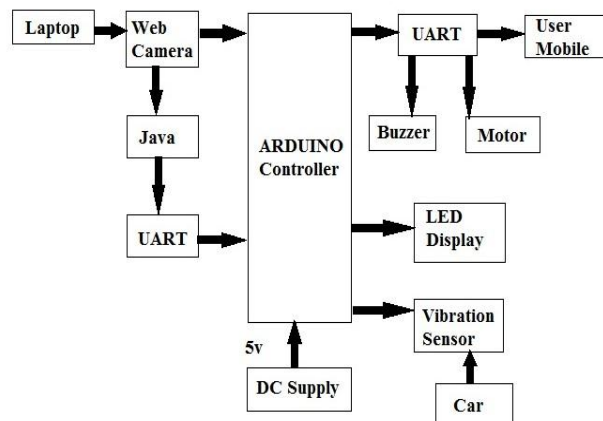 Laptop
Web
Camera
UART
User
Mobile
Java
ARDUINO
Controller
Buzzer
Motor
UART
LED
Display
5v
Vibration
Sensor
DC Supply
Car